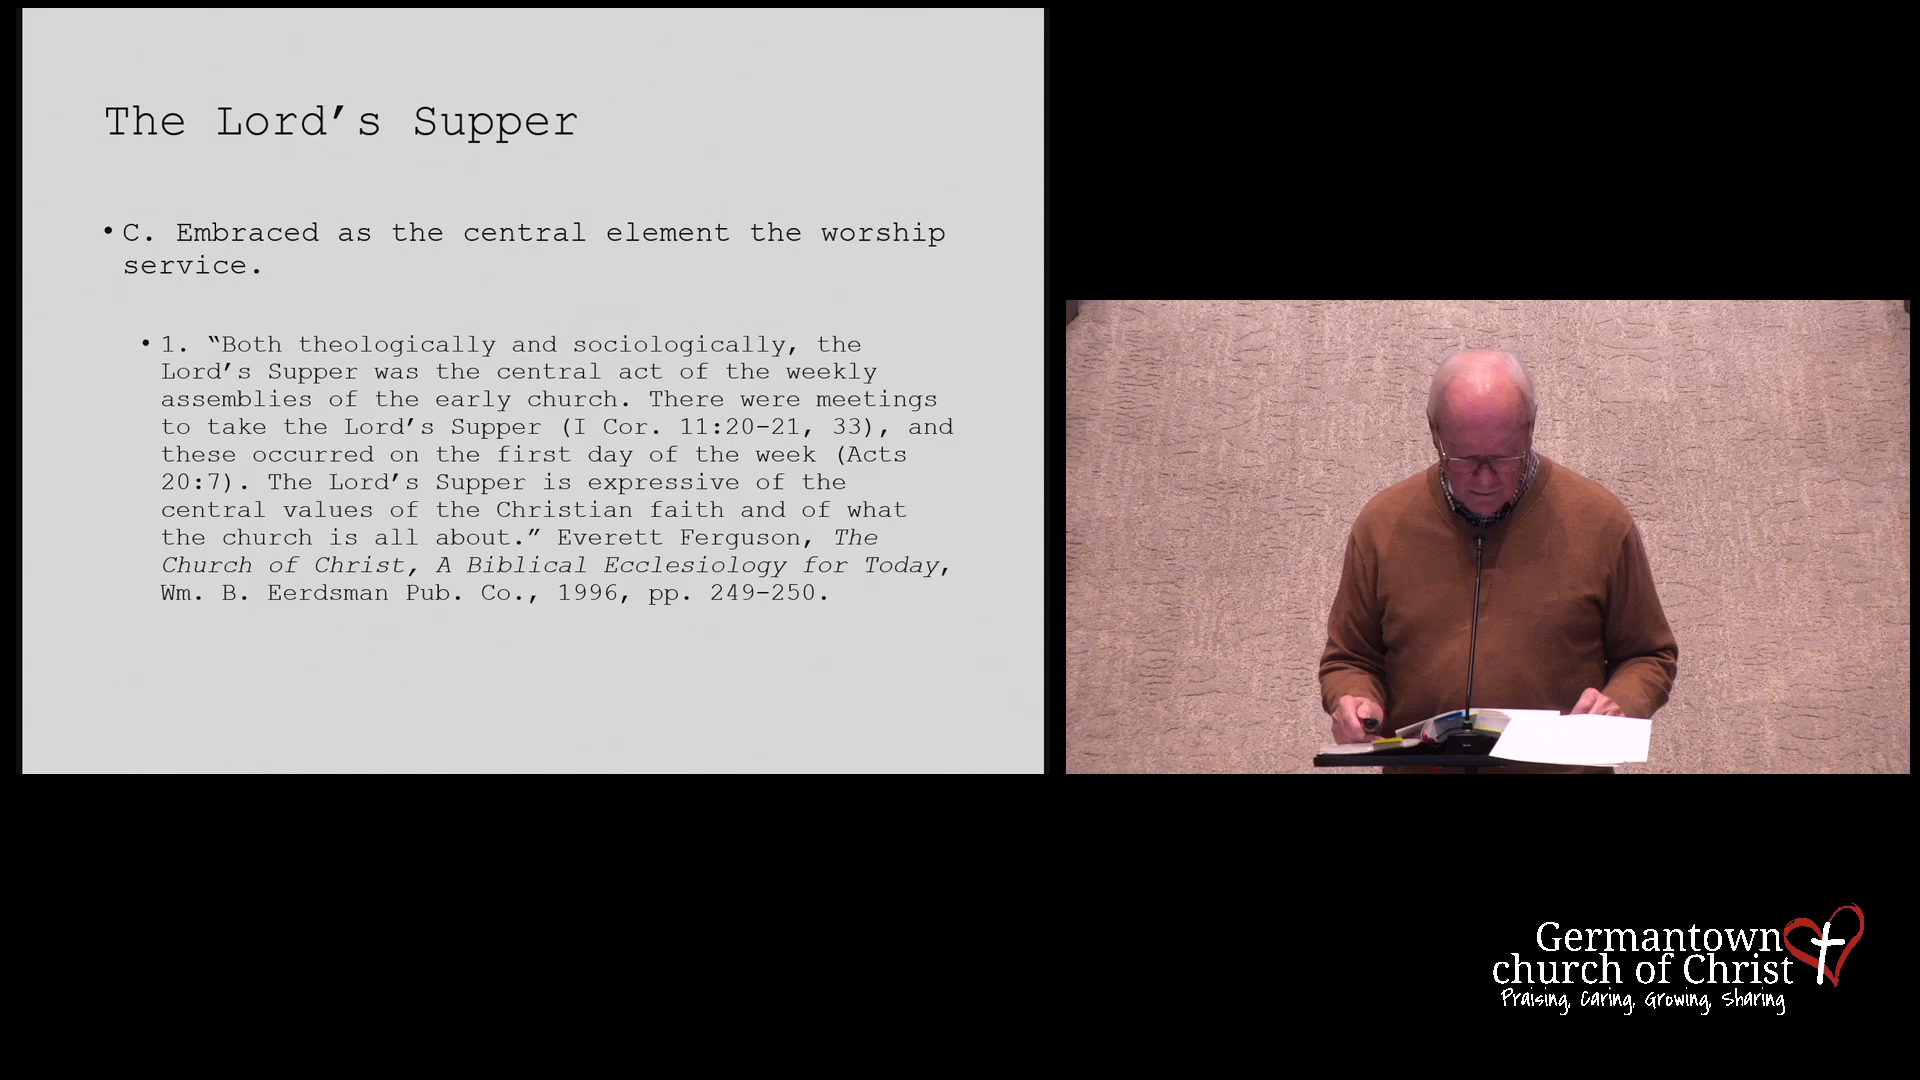 The Lord’s Supper
• C. Embraced as the central element the worship
service.
• 1. “Both theologically and sociologically, the
Lord’s Supper was the central act of the weekly
assemblies of the early church. There were meetings
to take the Lord’s Supper (I Cor. 11:20-21, 33), and
these occurred on the first day of the week (Acts
20:7). The Lord’s Supper is expressive of the
central values of the Christian faith and of what
the church is all about.” Everett Ferguson, The
Church of Christ, A Biblical Ecclesiology for Today,
Wm. B. Eerdsman Pub. Co., 1996, pp. 249-250.
Germantown
church of Christ
Praising, Caring, Growing, Sharing